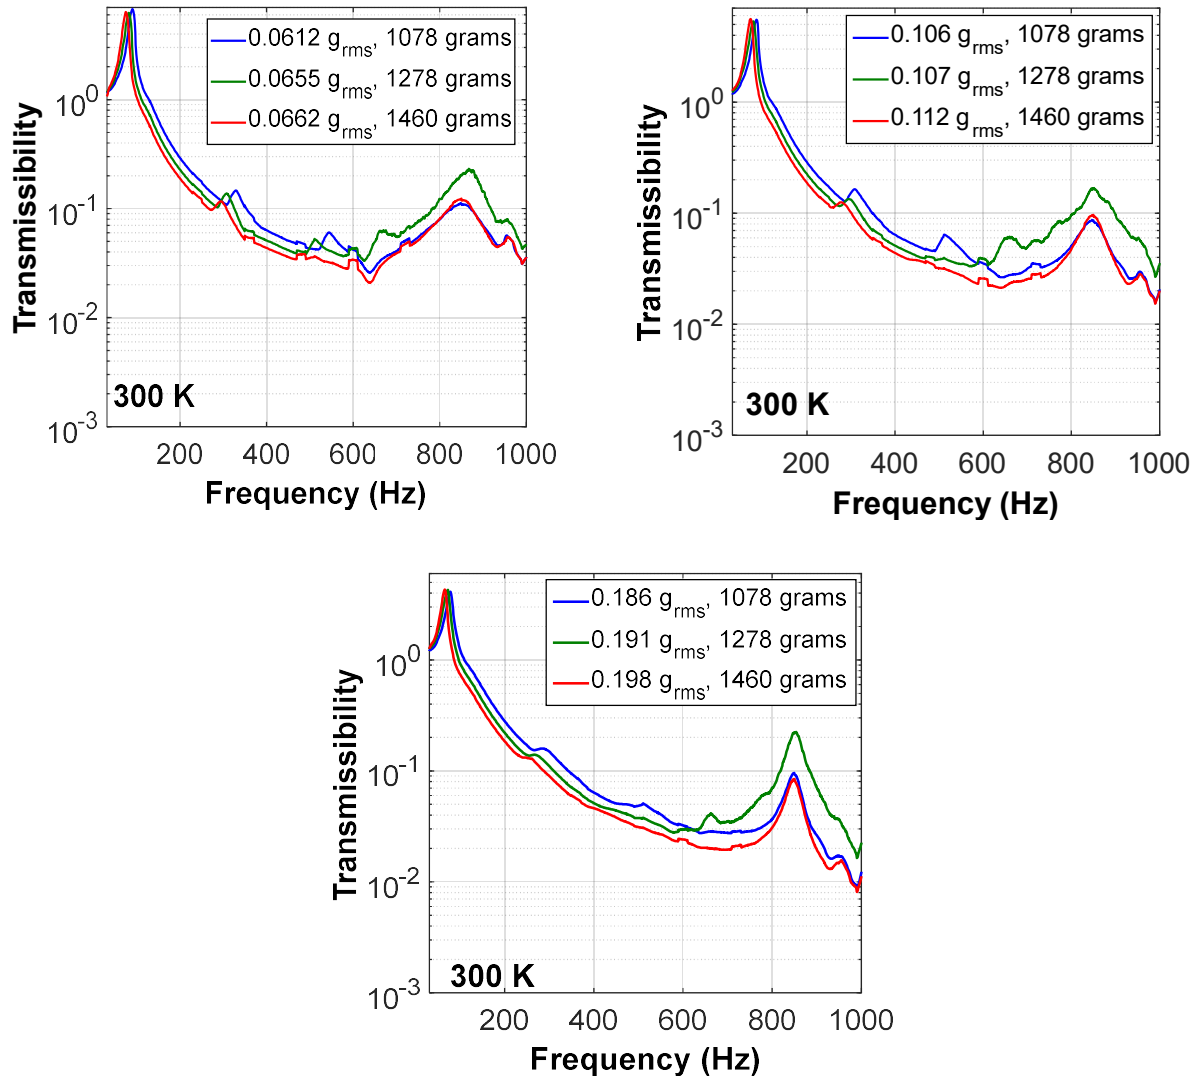 0.0612 grms, 1078 grams
0.0655 grms, 1278 grams
0.0662 grms, 1460 grams
Transmissibility
10^0
10^-1
10^-2
10^-3
300 K
200 400 600 800 1000
Frequency (Hz)
0.106 grms, 1078 grams
0.107 grms, 1278 grams
0.112 grms, 1460 grams
Transmissibility
10^0
10^-1
10^-2
10^-3
300 K
200 400 600 800 1000
Frequency (Hz)
0.186 grms, 1078 grams
0.191 grms, 1278 grams
0.198 grms, 1460 grams
Transmissibility
10^0
10^-1
10^-2
10^-3
300 K
200 400 600 800 1000
Frequency (Hz)